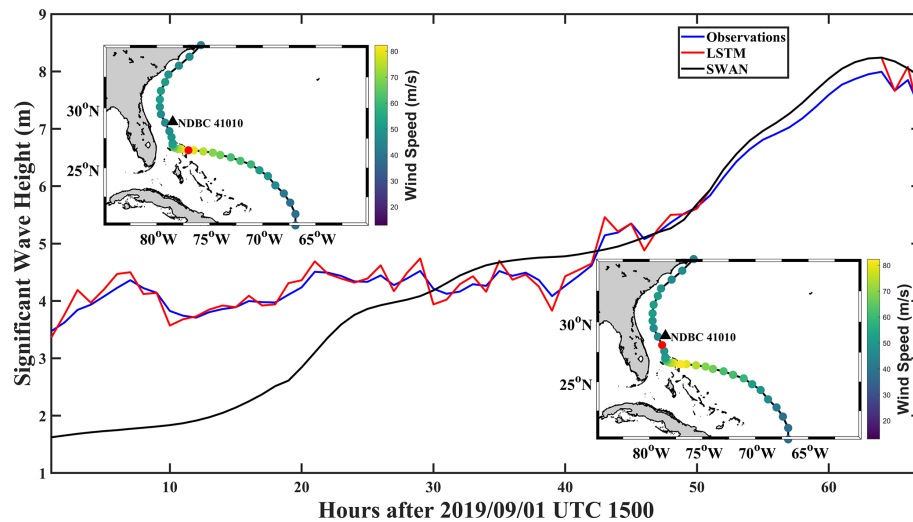 9
8
7
6
5
4
3
2
1
Significant Wave Height (m)
10
20
30
40
50
60
Hours after 2019/09/01 UTC 1500
Observations
LSTM
SWAN
30°N
25°N
80°W
75°W
70°W
65°W
NDBC 41010
80
70
60
50
40
30
20
Wind Speed (m/s)
30°N
25°N
80°W
75°W
70°W
65°W
NDBC 41010
80
70
60
50
40
30
20
Wind Speed (m/s)